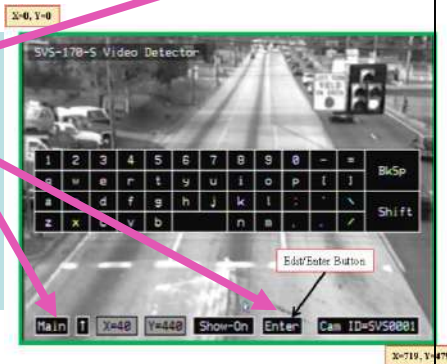 X=0, Y=0
SVS-170-S Video Detector
1 2 3 4 5 6 7 8 9 0 - =
BkSp
q w e r t y u i o p [ ]
a d f g h j k l ; ' \
Shift
z x c v b n m , . /
Edit/Enter Button
Main ↑ X=40 Y=440 Show-On Enter Cam ID=SVS0001